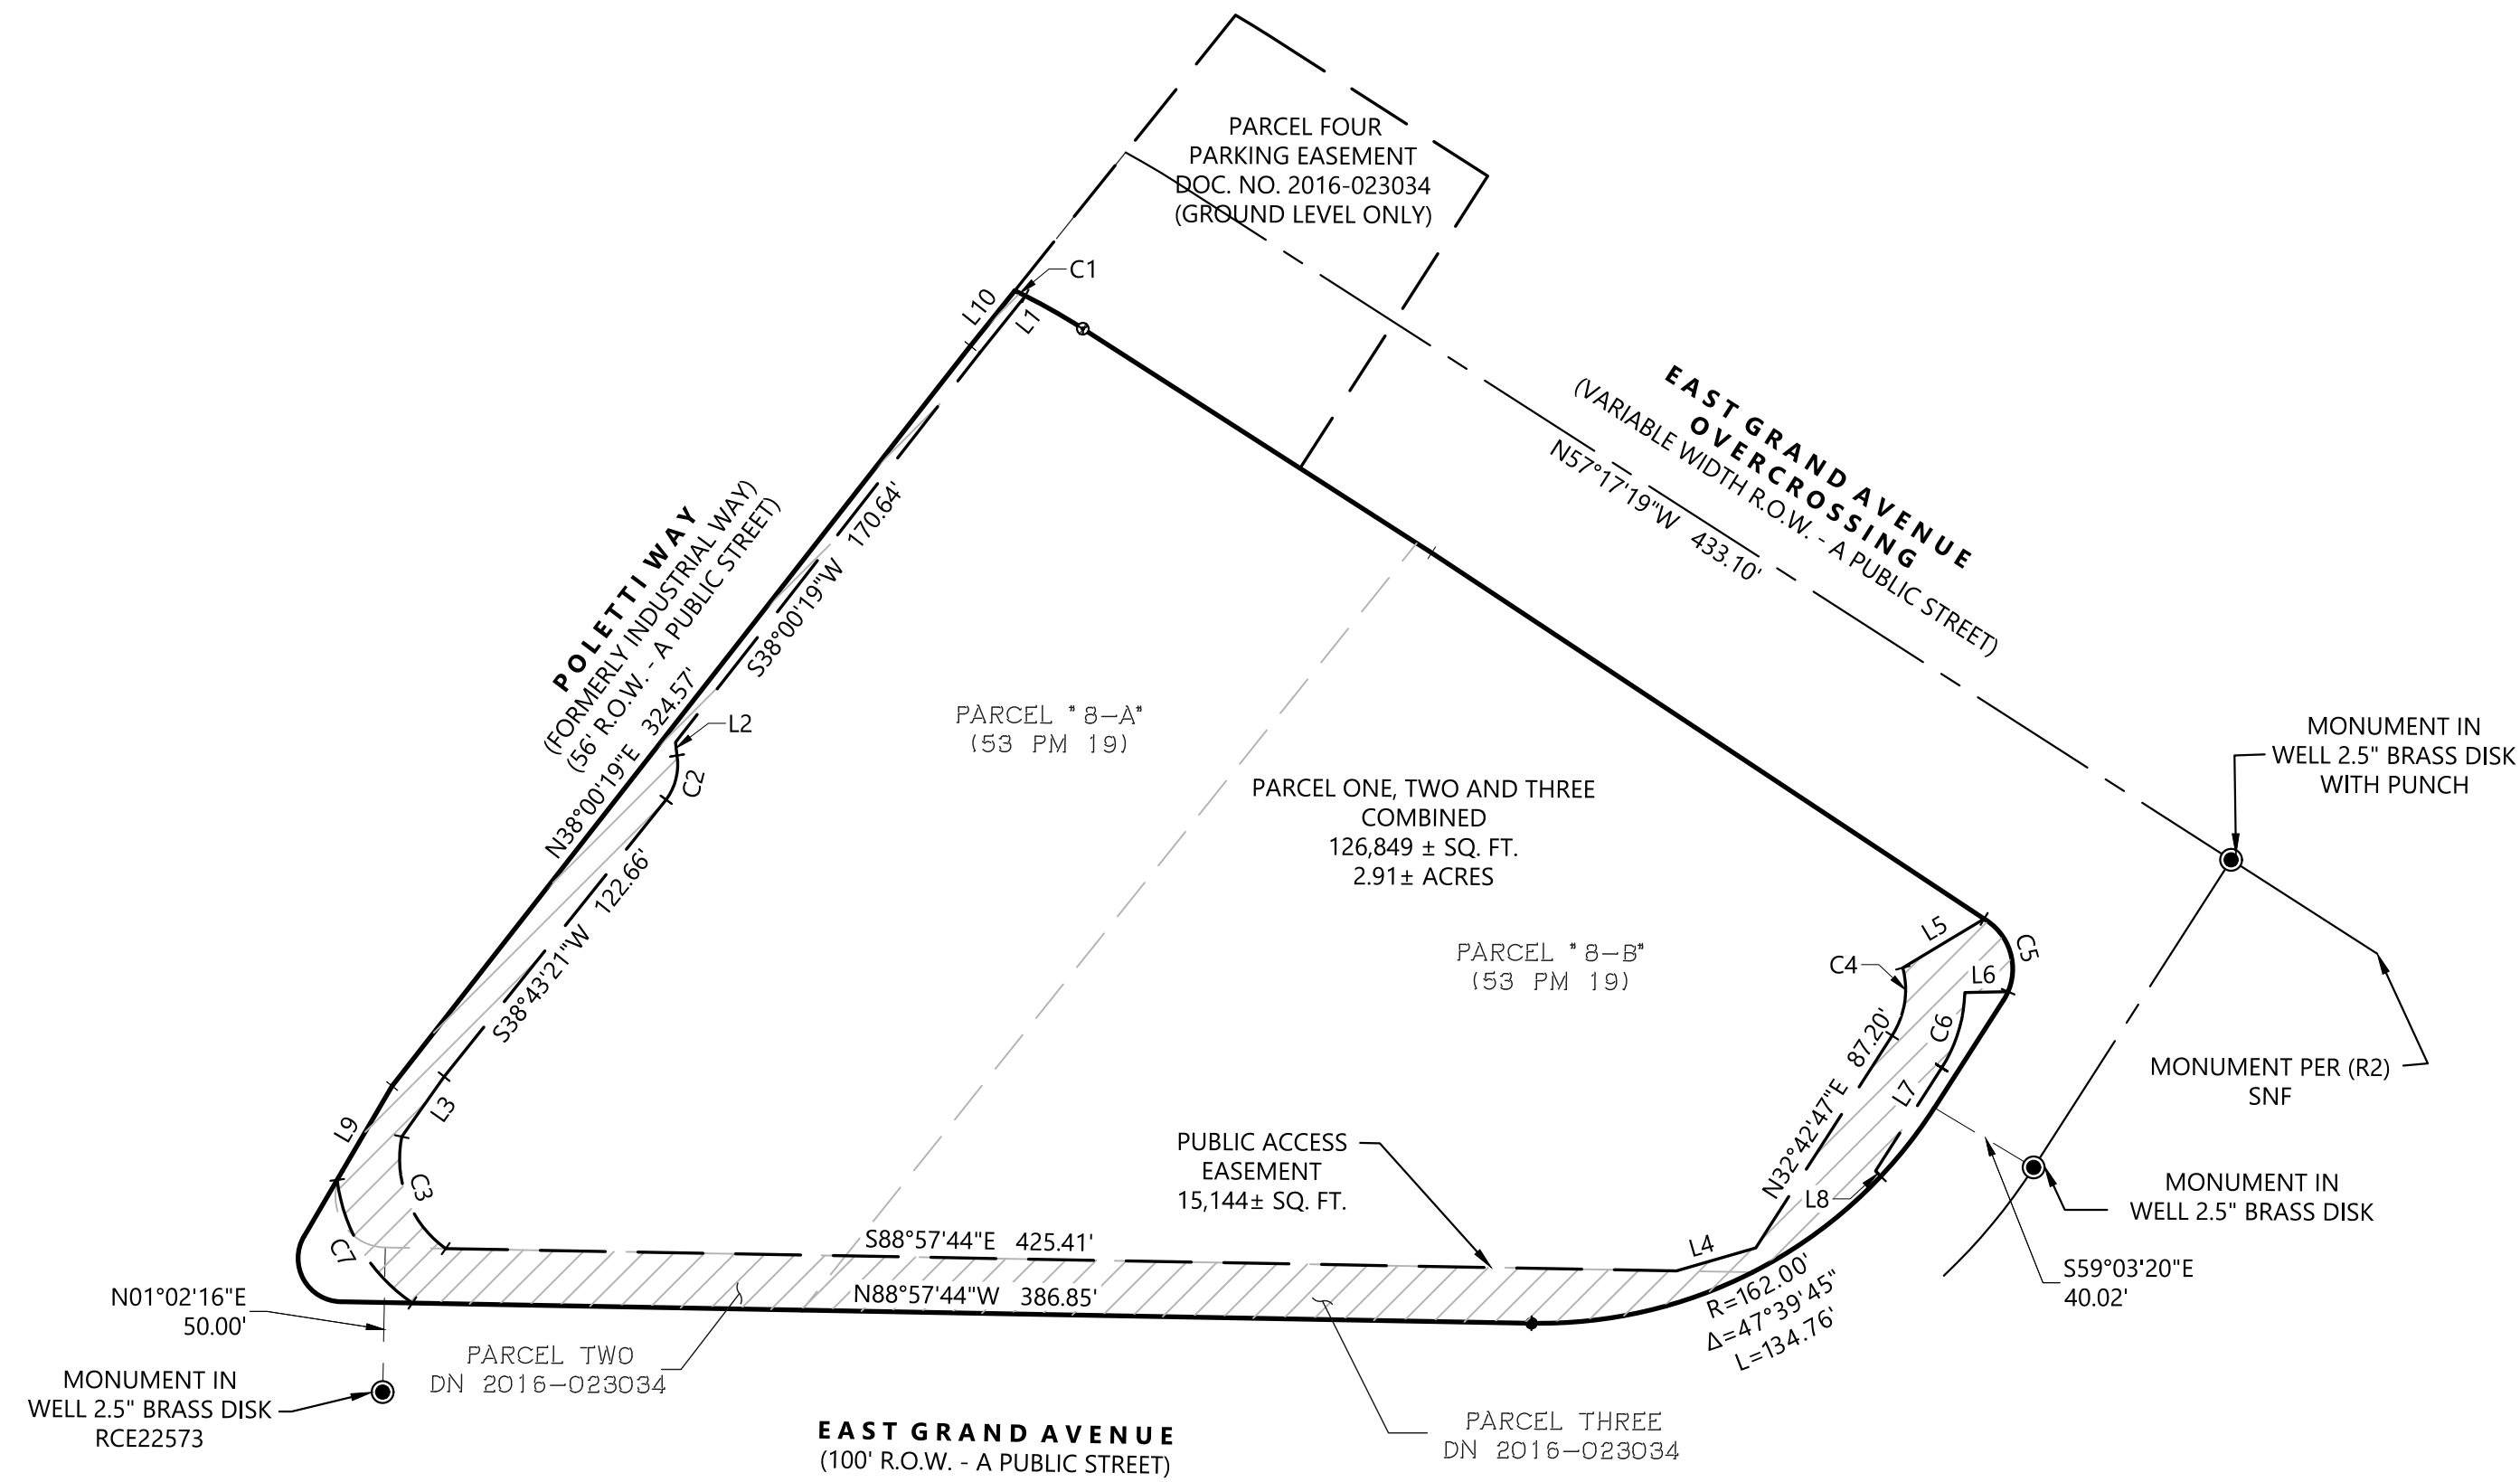 PARCEL FOUR
PARKING EASEMENT
DOC. NO. 2016-023034
(GROUND LEVEL ONLY)
C1
L10
L1
EAST GRAND AVENUE
OVERCROSSING
(VARIABLE WIDTH R.O.W. - A PUBLIC STREET)
N57°17'19"W 433.10'
POLETTI WAY
(FORMERLY INDUSTRIAL WAY)
(56' R.O.W. - A PUBLIC STREET)
N38°00'19"E 324.57'
S38°00'19"W 170.64'
L2
C2
PARCEL "8-A"
(53 PM 19)
MONUMENT IN
WELL 2.5" BRASS DISK
WITH PUNCH
PARCEL ONE, TWO AND THREE
COMBINED
126,849 ± SQ. FT.
2.91± ACRES
S38°43'21"W 122.66'
PARCEL "8-B"
(53 PM 19)
L5
C5
C4
L6
C6
N32°42'47"E 87.20'
L7
MONUMENT PER (R2)
SNF
L3
L9
C3
C7
PUBLIC ACCESS
EASEMENT
15,144± SQ. FT.
L8
MONUMENT IN
WELL 2.5" BRASS DISK
L4
S88°57'44"E 425.41'
N88°57'44"W 386.85'
R=162.00'
Δ=47°39'45"
L=134.76'
S59°03'20"E
40.02'
N01°02'16"E
50.00'
PARCEL TWO
DN 2016-023034
MONUMENT IN
WELL 2.5" BRASS DISK
RCE22573
PARCEL THREE
DN 2016-023034
EAST GRAND AVENUE
(100' R.O.W. - A PUBLIC STREET)